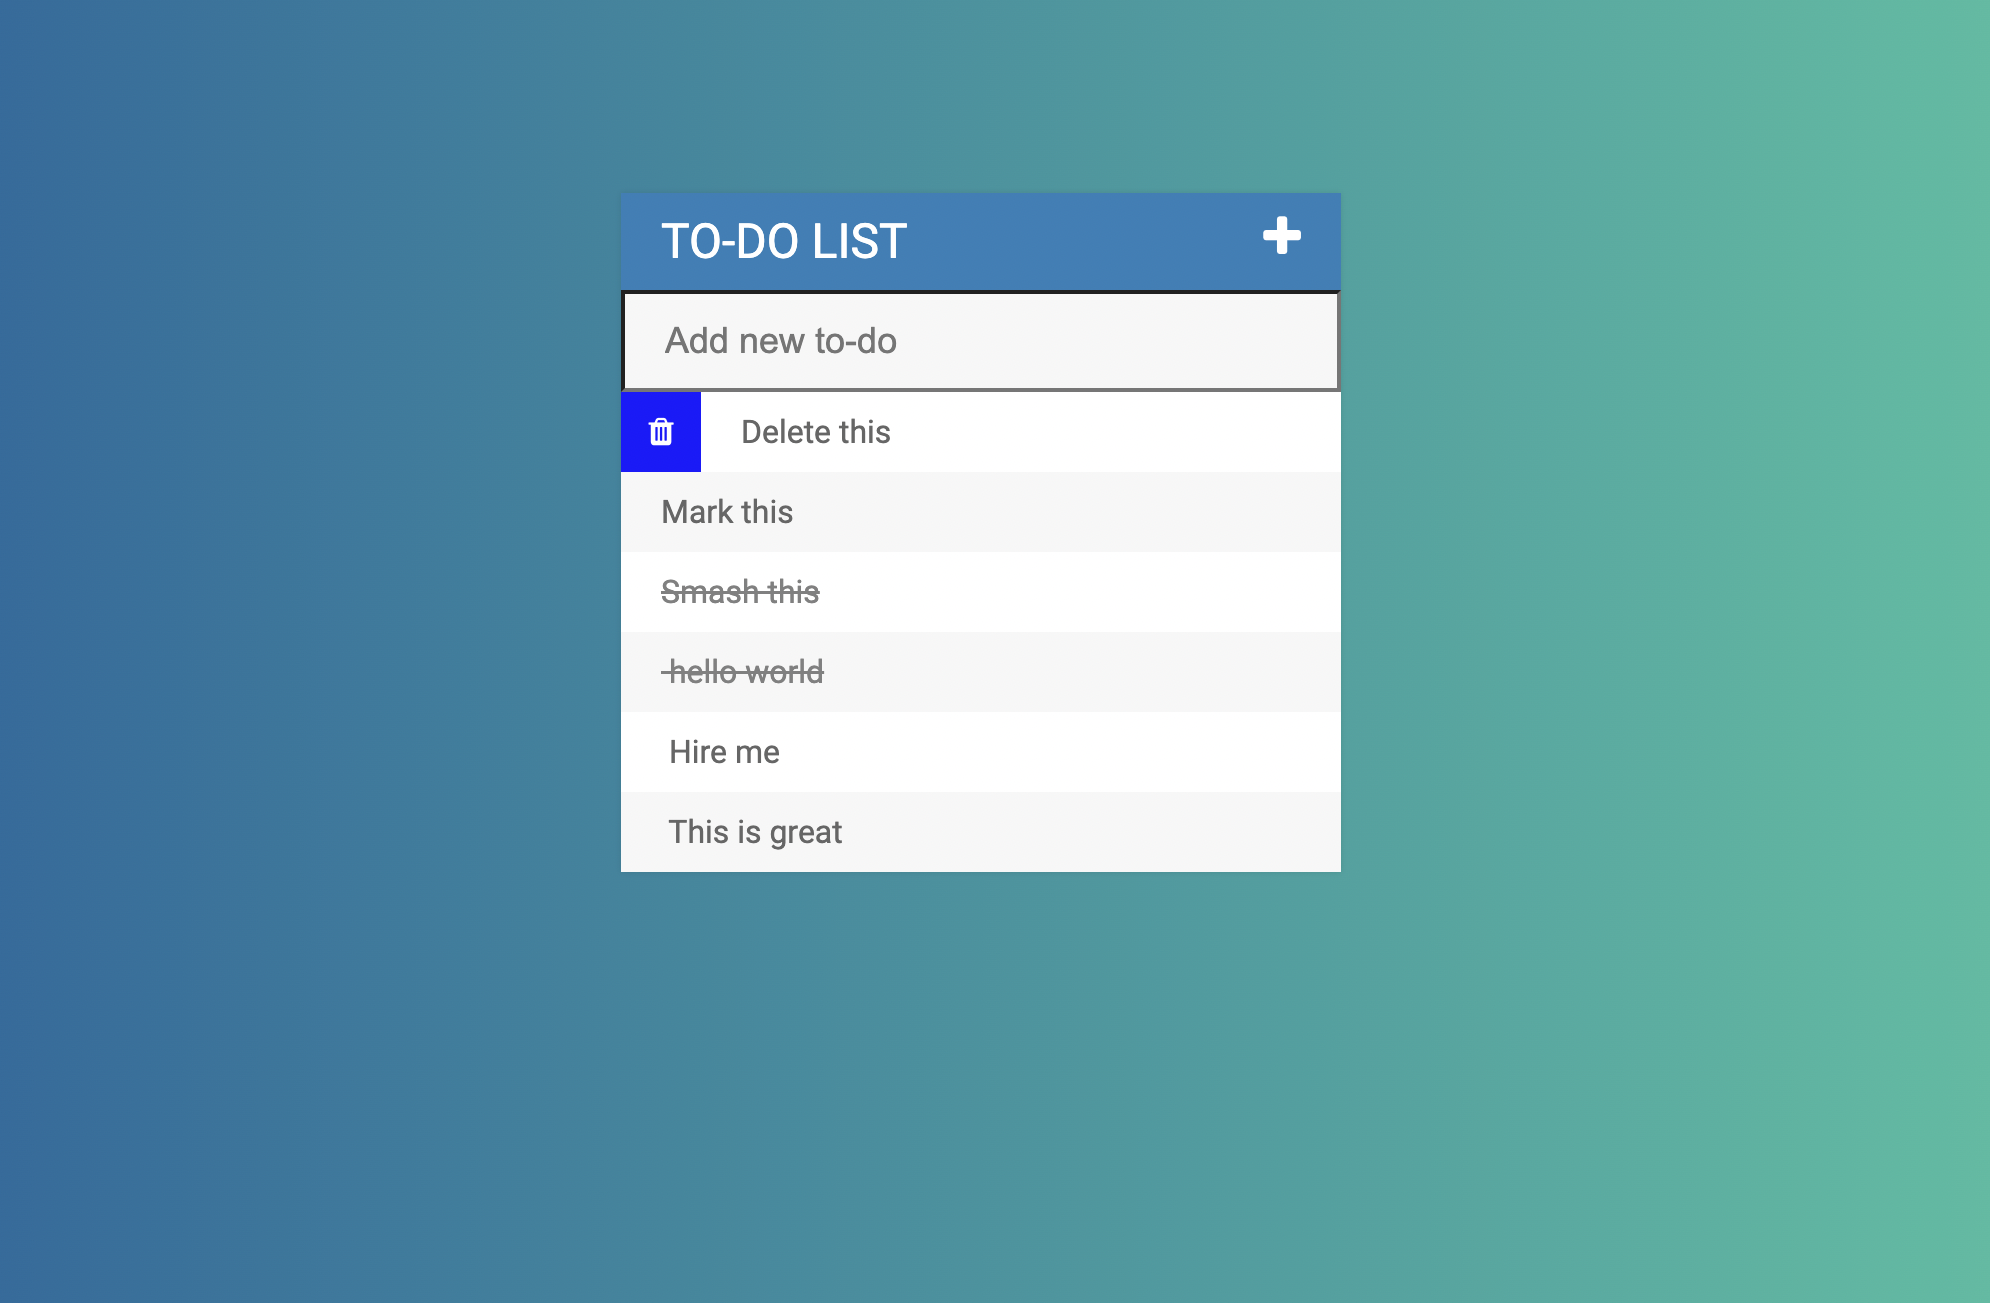 TO-DO LIST
Add new to-do
Delete this
Mark this
Smash this
hello world
Hire me
This is great